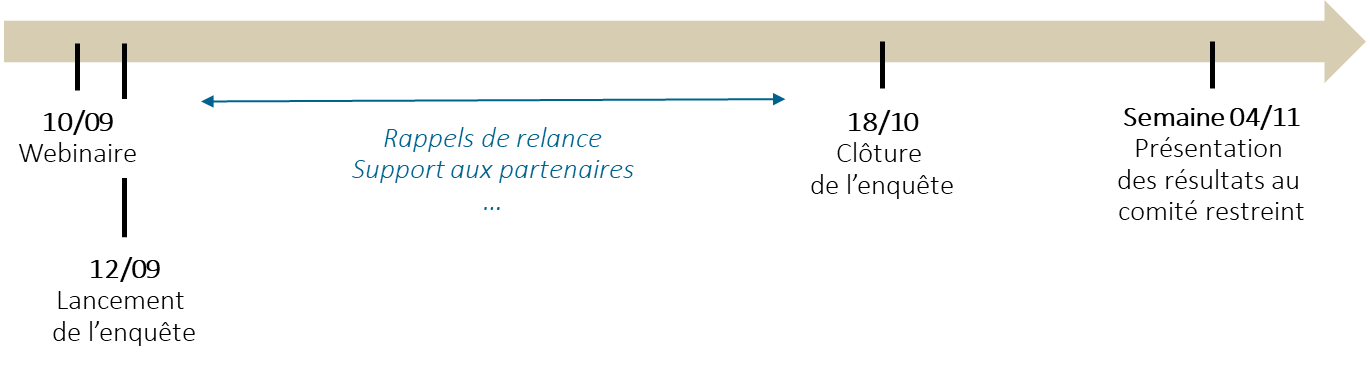 10/09
Webinaire
12/09
Lancement
de l’enquête
Rappels de relance
Support aux partenaires
...
18/10
Clôture
de l’enquête
Semaine 04/11
Présentation
des résultats au
comité restreint